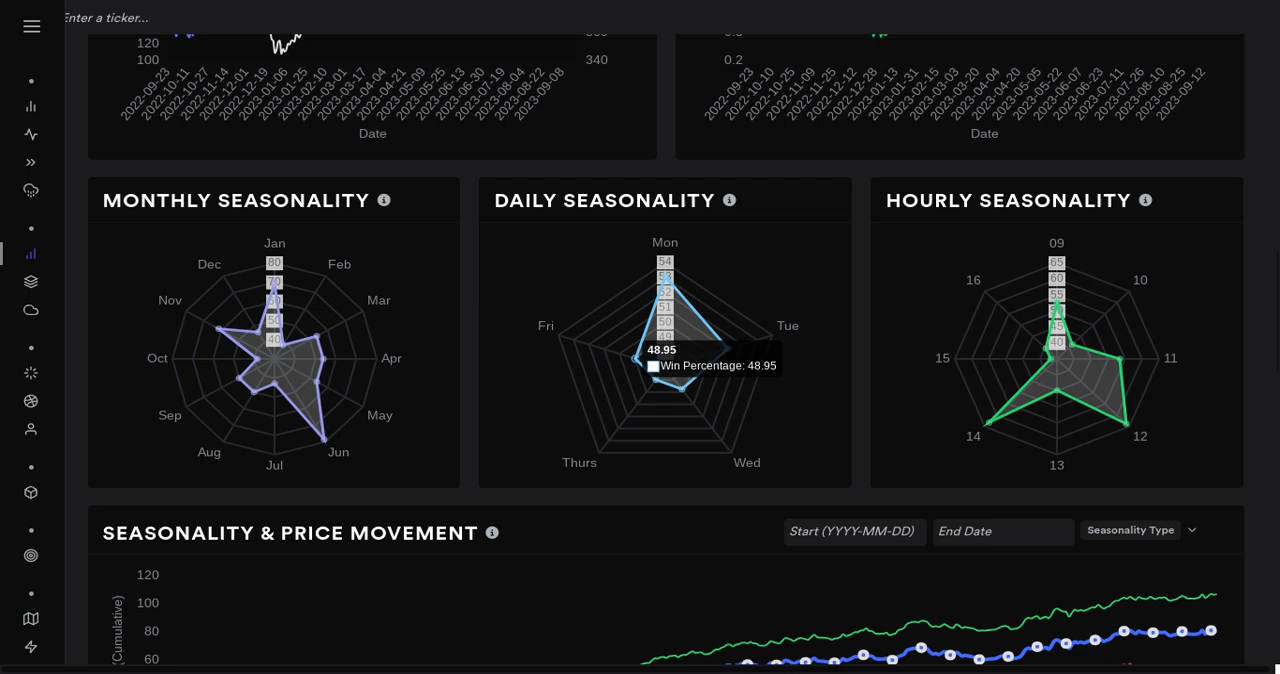 Enter a ticker...
120
100
340
0.2
2022-09-23
2022-10-11
2022-10-27
2022-11-14
2022-12-01
2022-12-19
2023-01-06
2023-01-25
2023-02-10
2023-03-01
2023-03-17
2023-04-04
2023-04-21
2023-05-09
2023-05-25
2023-06-13
2023-06-30
2023-07-19
2023-08-04
2023-08-22
2023-09-08
Date
2022-09-23
2022-10-10
2022-10-25
2022-11-09
2022-11-25
2022-12-12
2022-12-28
2023-01-13
2023-01-31
2023-02-15
2023-03-03
2023-03-20
2023-04-04
2023-04-20
2023-05-05
2023-05-22
2023-06-07
2023-06-23
2023-07-11
2023-07-26
2023-08-10
2023-08-25
2023-09-12
Date
MONTHLY SEASONALITY
Jan
Feb
Mar
Apr
May
Jun
Jul
Aug
Sep
Oct
Nov
Dec
80
70
50
40
DAILY SEASONALITY
Mon
Tue
Wed
Thurs
Fri
54
53
52
51
50
49
48.95
Win Percentage: 48.95
HOURLY SEASONALITY
09
10
11
12
13
14
15
16
65
60
55
45
40
SEASONALITY & PRICE MOVEMENT
Start (YYYY-MM-DD)
End Date
Seasonality Type
120
100
80
60
(Cumulative)